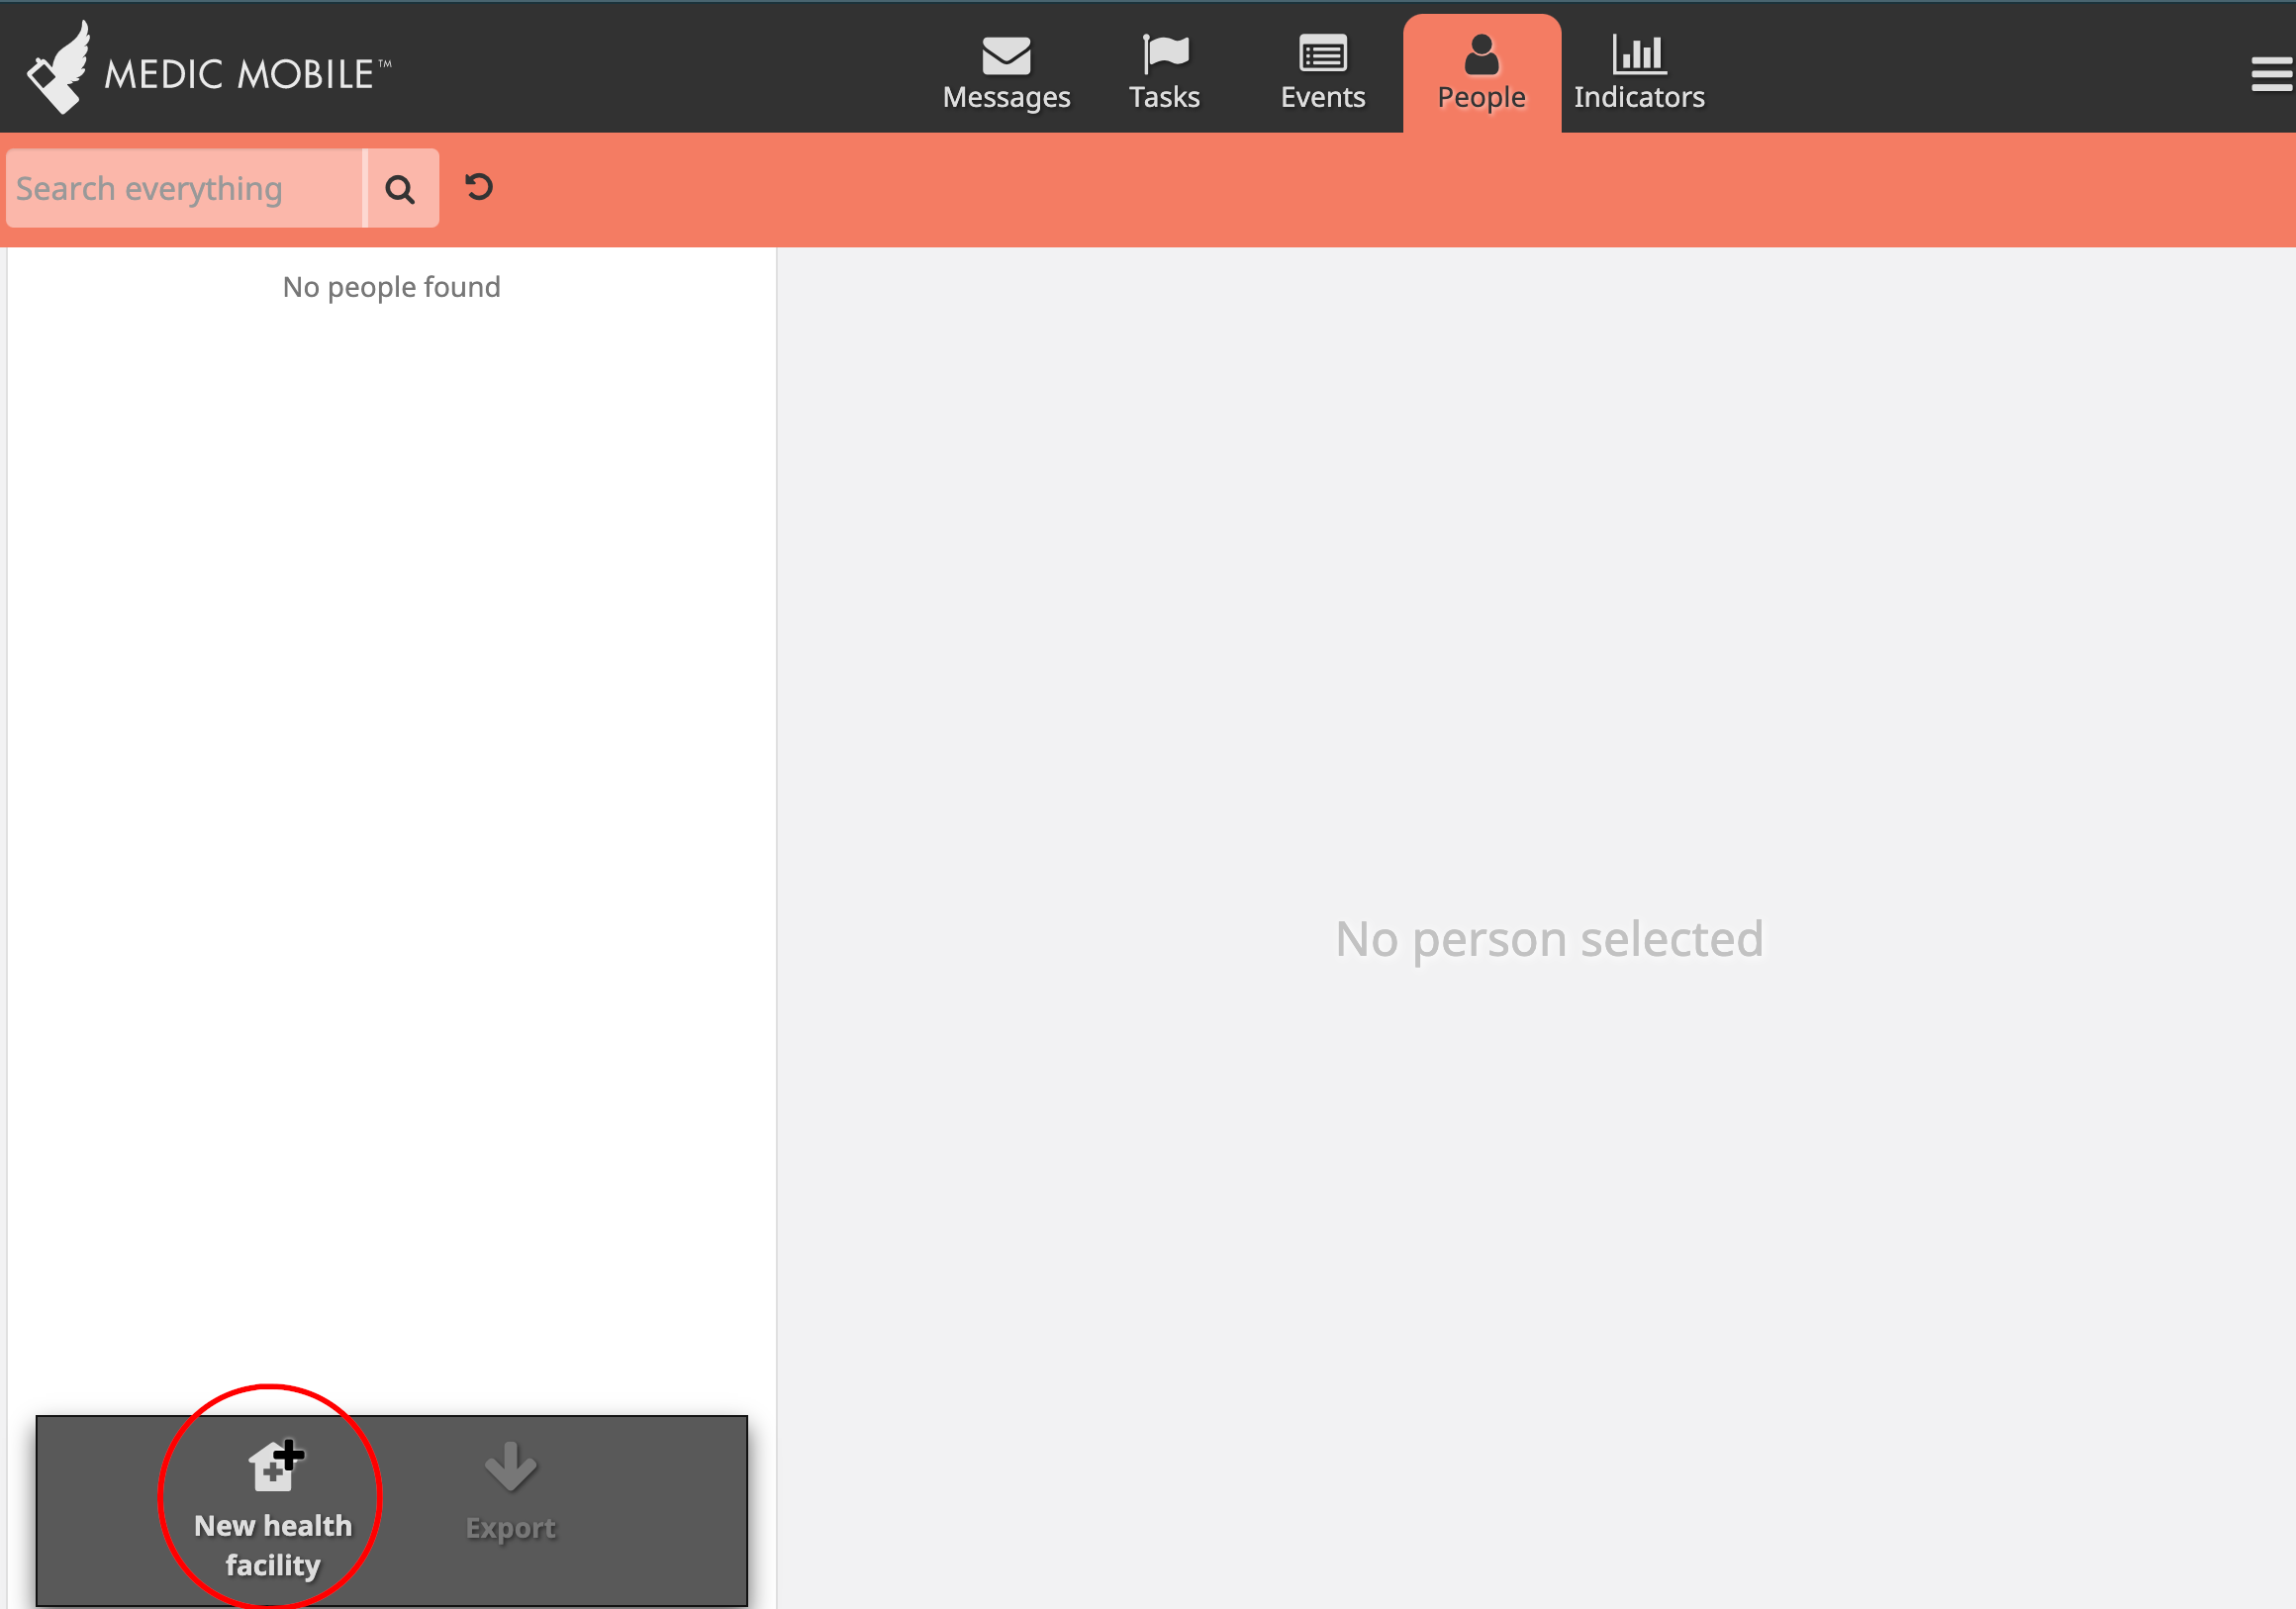 MEDIC MOBILE™
Messages
Tasks
Events
People
Indicators
Search everything
No people found
No person selected
New health
facility
Export